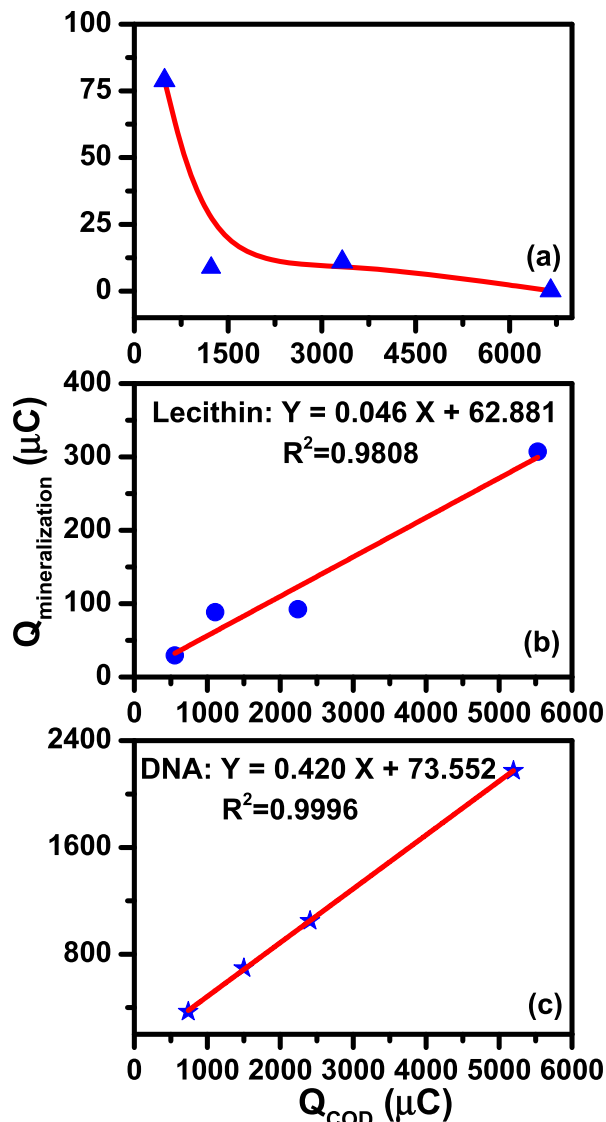 100
75
50
25
0
(a)
0 1500 3000 4500 6000
Q_mineralization (μC)
400
Lecithin: Y = 0.046 X + 62.881
R²=0.9808
300
200
100
(b)
0
0 1000 2000 3000 4000 5000 6000
2400
DNA: Y = 0.420 X + 73.552
R²=0.9996
1600
800
(c)
0 1000 2000 3000 4000 5000 6000
Q_COD (μC)